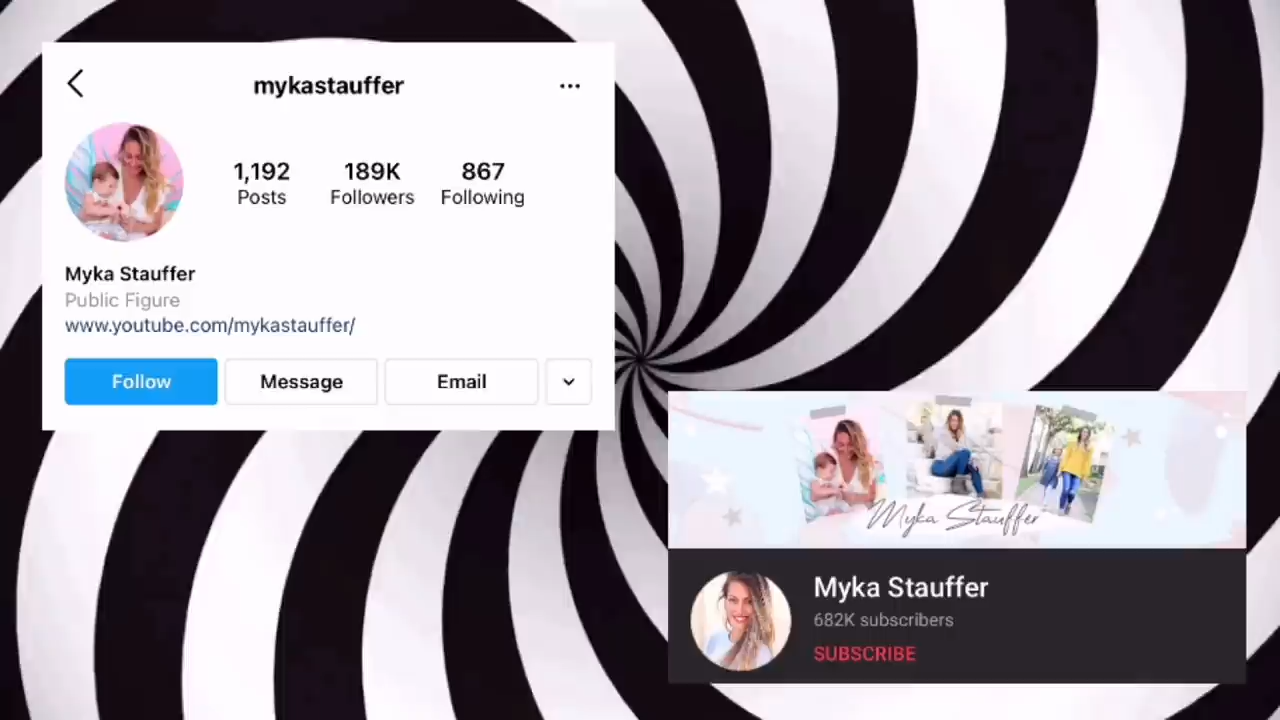 mykastauffer
1,192 189K 867
Posts Followers Following
Myka Stauffer
Public Figure
www.youtube.com/mykastauffer/
Follow Message Email
Myka Stauffer
Myka Stauffer
682K subscribers
SUBSCRIBE